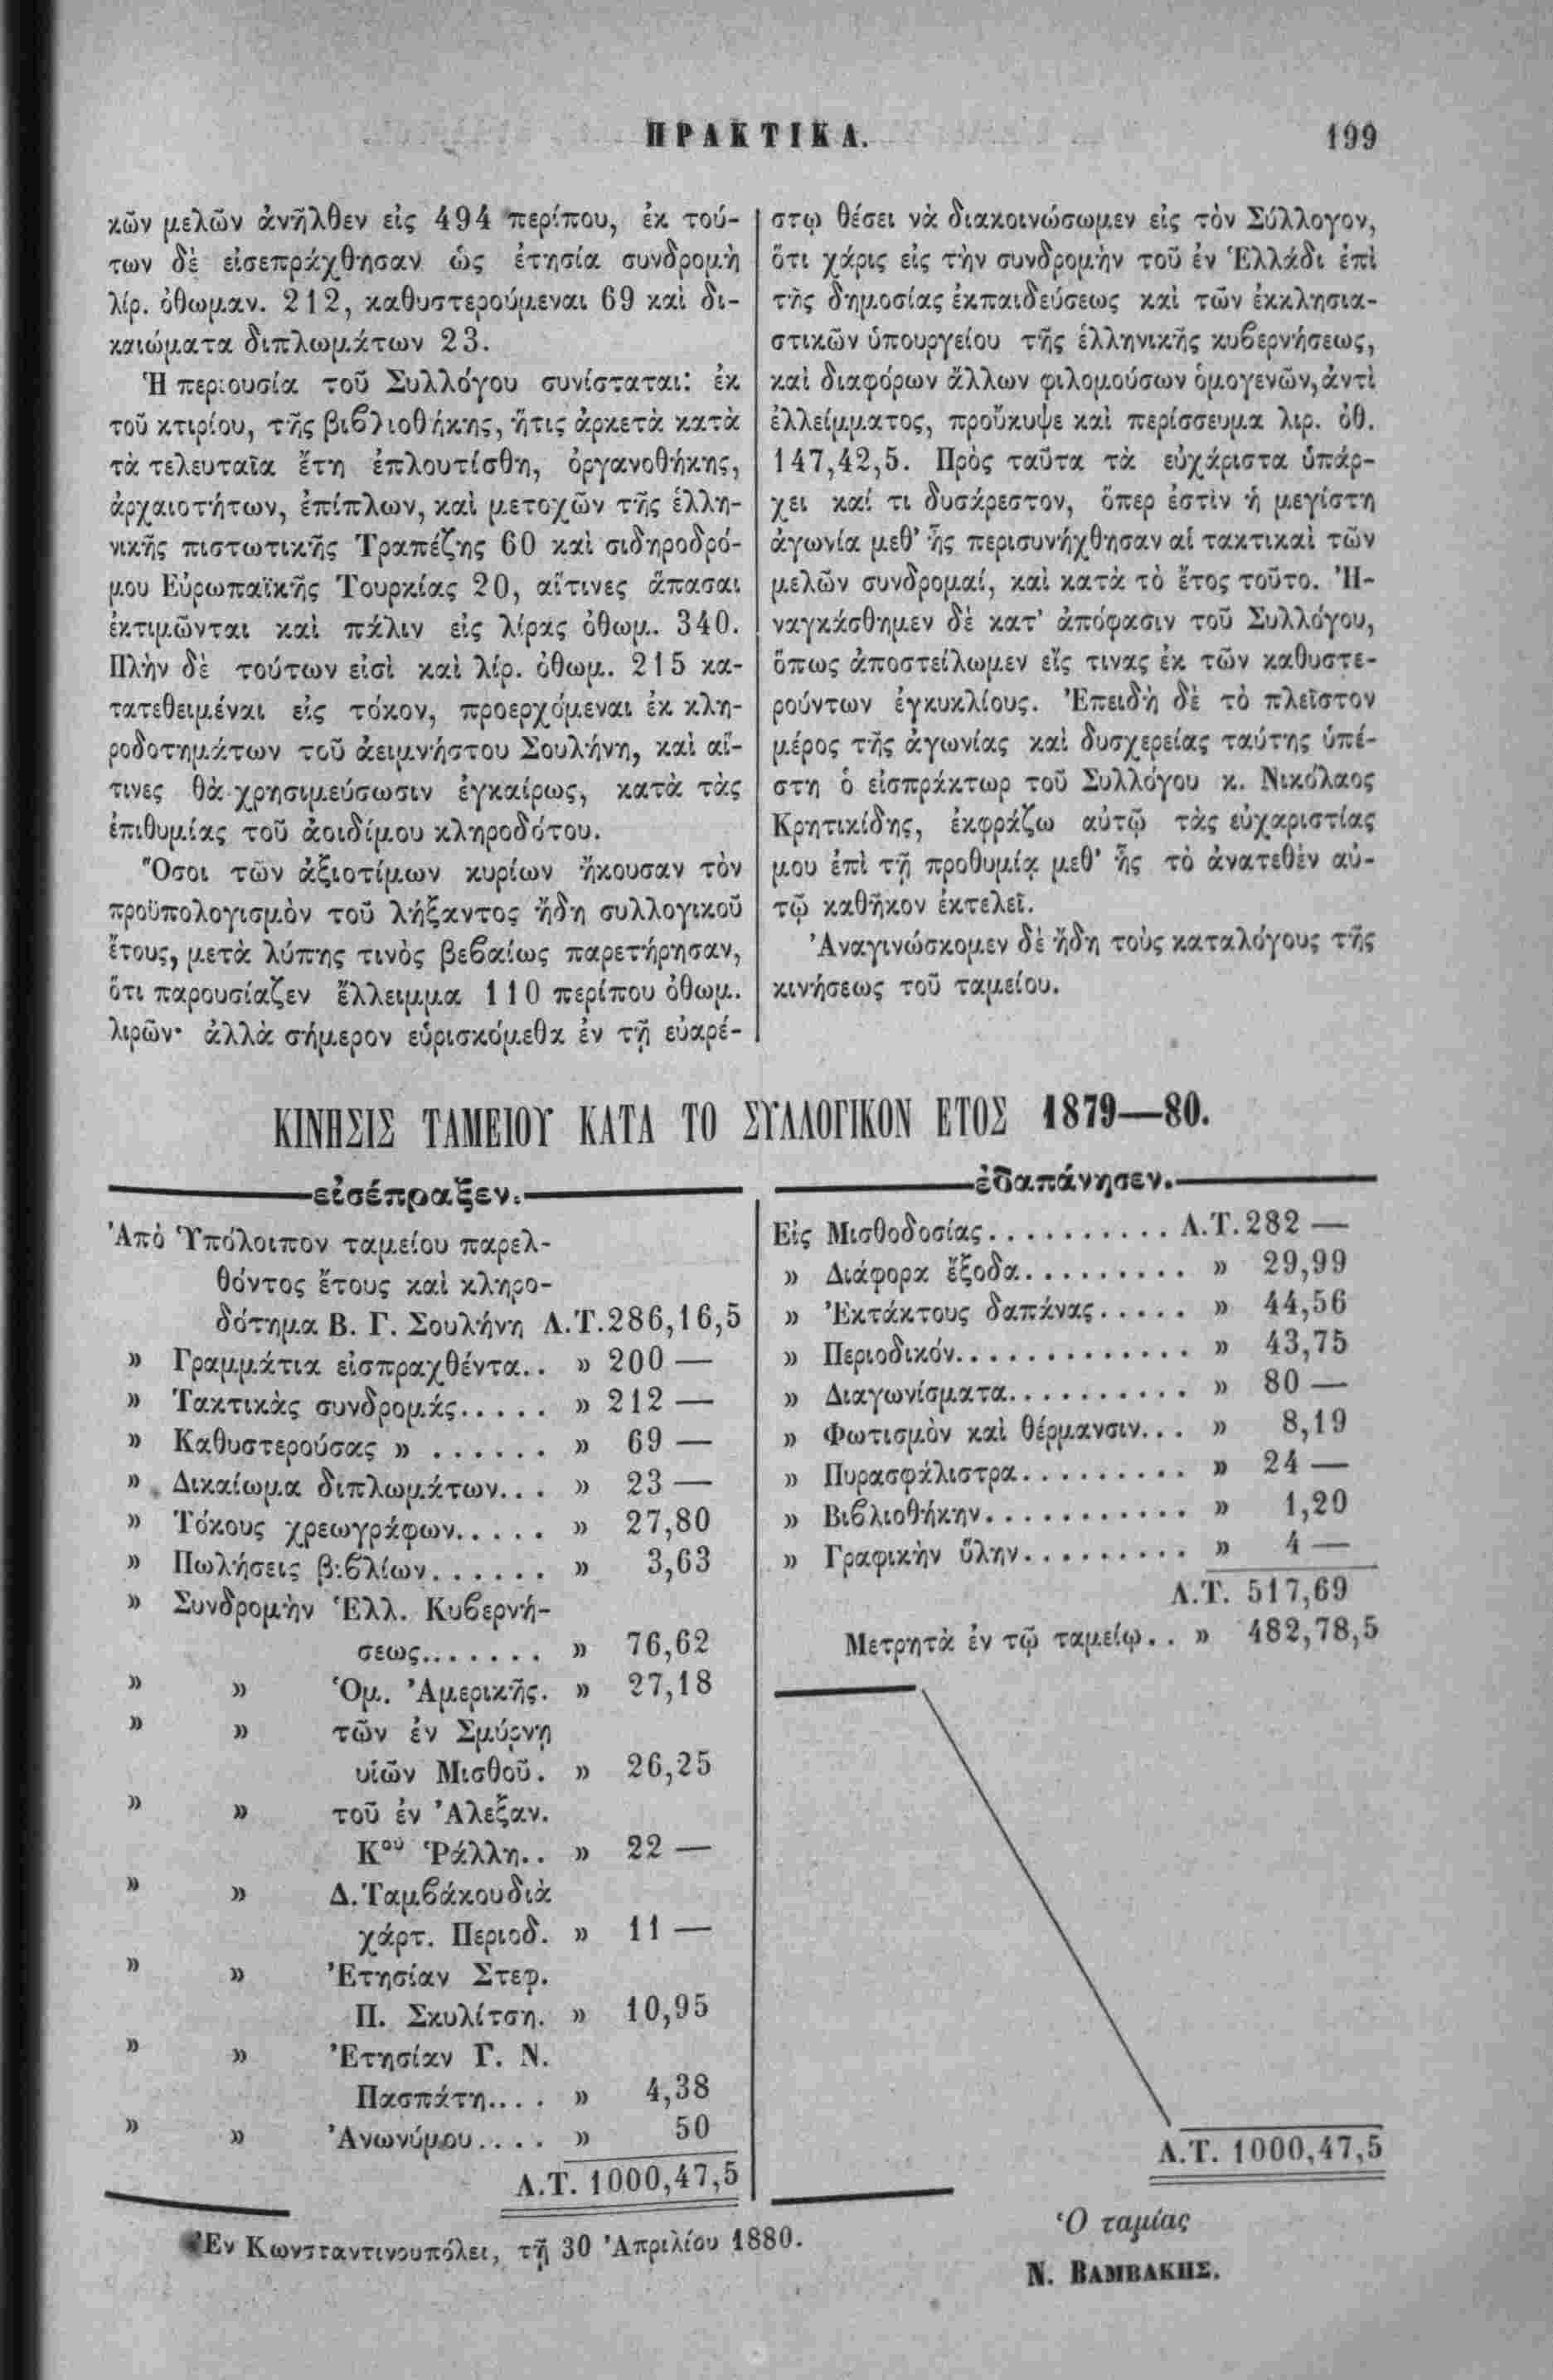 ΠΡΑΚΤΙΚΑ.
199
κῶν μελῶν ἀνῆλθεν εἰς 494 περίπου, ἐκ τού-
των δὲ εἰσεπράχθησαν ὡς ἐτησία συνδρομὴ
λίρ. ὀθωμαν. 212, καθυστερούμεναι 69 καὶ δι-
καιώματα διπλωμάτων 23.
Ἡ περιουσία τοῦ Συλλόγου συνίσταται: ἐκ
τοῦ κτιρίου, τῆς βιβλιοθήκης, ἥτις ἀρκετὰ κατὰ
τὰ τελευταῖα ἔτη ἐπλουτίσθη, ὀργανοθήκης,
ἀρχαιοτήτων, ἐπίπλων, καὶ μετοχῶν τῆς ἑλλη-
νικῆς πιστωτικῆς Τραπέζης 60 καὶ σιδηροδρό-
μου Εὐρωπαϊκῆς Τουρκίας 20, αἵτινες ἅπασαι
ἐκτιμῶνται καὶ πάλιν εἰς λίρας ὀθωμ. 340.
Πλὴν δὲ τούτων εἰσὶ καὶ λίρ. ὀθωμ. 215 κα-
τατεθειμέναι εἰς τόκον, προερχόμεναι ἐκ κλη-
ροδοτημάτων τοῦ ἀειμνήστου Σουλήνη, καὶ αἵ-
τινες θὰ χρησιμεύσωσιν ἐγκαίρως, κατὰ τὰς
ἐπιθυμίας τοῦ ἀοιδίμου κληροδότου.
Ὅσοι τῶν ἀξιοτίμων κυρίων ἤκουσαν τὸν
προϋπολογισμὸν τοῦ λήξαντος ἤδη συλλογικοῦ
ἔτους, μετὰ λύπης τινὸς βεβαίως παρετήρησαν,
ὅτι παρουσίαζεν ἔλλειμμα 110 περίπου ὀθωμ.
λιρῶν· ἀλλὰ σήμερον εὑρισκόμεθα ἐν τῇ εὐαρέ-
στῳ θέσει νὰ διακοινώσωμεν εἰς τὸν Σύλλογον,
ὅτι χάρις εἰς τὴν συνδρομὴν τοῦ ἐν Ἑλλάδι ἐπὶ
τῆς δημοσίας ἐκπαιδεύσεως καὶ τῶν ἐκκλησια-
στικῶν ὑπουργείου τῆς ἑλληνικῆς κυβερνήσεως,
καὶ διαφόρων ἄλλων φιλομούσων ὁμογενῶν, ἀντὶ
ἐλλείμματος, προὔκυψε καὶ περίσσευμα λιρ. ὀθ.
147,42,5. Πρὸς ταῦτα τὰ εὐχάριστα ὑπάρ-
χει καί τι δυσάρεστον, ὅπερ ἐστὶν ἡ μεγίστη
ἀγωνία μεθ' ἧς περισυνήχθησαν αἱ τακτικαὶ τῶν
μελῶν συνδρομαί, καὶ κατὰ τὸ ἔτος τοῦτο. Ἠ-
ναγκάσθημεν δὲ κατ' ἀπόφασιν τοῦ Συλλόγου,
ὅπως ἀποστείλωμεν εἴς τινας ἐκ τῶν καθυστε-
ρούντων ἐγκυκλίους. Ἐπειδὴ δὲ τὸ πλεῖστον
μέρος τῆς ἀγωνίας καὶ δυσχερείας ταύτης ὑπέ-
στη ὁ εἰσπράκτωρ τοῦ Συλλόγου κ. Νικόλαος
Κρητικίδης, ἐκφράζω αὐτῷ τὰς εὐχαριστίας
μου ἐπὶ τῇ προθυμίᾳ μεθ' ἧς τὸ ἀνατεθὲν αὐ-
τῷ καθῆκον ἐκτελεῖ.
Ἀναγινώσκομεν δὲ ἤδη τοὺς καταλόγους τῆς
κινήσεως τοῦ ταμείου.
ΚΙΝΗΣΙΣ ΤΑΜΕΙΟΥ ΚΑΤΑ ΤΟ ΣΥΛΛΟΓΙΚΟΝ ΕΤΟΣ 1879—80.
εἰσέπραξεν.
Ἀπὸ Ὑπόλοιπον ταμείου παρελ-
θόντος ἔτους καὶ κληρο-
δότημα Β. Γ. Σουλήνη Λ.Τ.286,16,5
» Γραμμάτια εἰσπραχθέντα.. » 200 —
» Τακτικὰς συνδρομάς..... » 212 —
» Καθυστερούσας » ...... » 69 —
» Δικαίωμα διπλωμάτων... » 23 —
» Τόκους χρεωγράφων..... » 27,80
» Πωλήσεις βιβλίων...... » 3,63
» Συνδρομὴν Ἑλλ. Κυβερνή-
σεως....... » 76,62
» » Ὁμ. Ἀμερικῆς. » 27,18
» » τῶν ἐν Σμύρνῃ
υἱῶν Μισθοῦ. » 26,25
» » τοῦ ἐν Ἀλεξαν.
Κοῦ Ῥάλλη.. » 22 —
» » Δ. Ταμβάκου διὰ
χάρτ. Περιοδ. » 11 —
» » Ἐτησίαν Στεφ.
Π. Σκυλίτση. » 10,95
» » Ἐτησίαν Γ. Ν.
Πασπάτη.... » 4,38
» » Ἀνωνύμου.... » 50
Λ.Τ. 1000,47,5
ἐδαπάνησεν.
Εἰς Μισθοδοσίας.......... Λ.Τ.282 —
» Διάφορα ἔξοδα......... » 29,99
» Ἐκτάκτους δαπάνας..... » 44,56
» Περιοδικόν............. » 43,75
» Διαγωνίσματα.......... » 80 —
» Φωτισμὸν καὶ θέρμανσιν... » 8,19
» Πυρασφάλιστρα......... » 24 —
» Βιβλιοθήκην........... » 1,20
» Γραφικὴν ὕλην......... » 4 —
Λ.Τ. 517,69
Μετρητὰ ἐν τῷ ταμείῳ.. » 482,78,5
Λ.Τ. 1000,47,5
Ἐν Κωνσταντινουπόλει, τῇ 30 Ἀπριλίου 1880.
Ὁ ταμίας
Ν. ΒΑΜΒΑΚΗΣ.